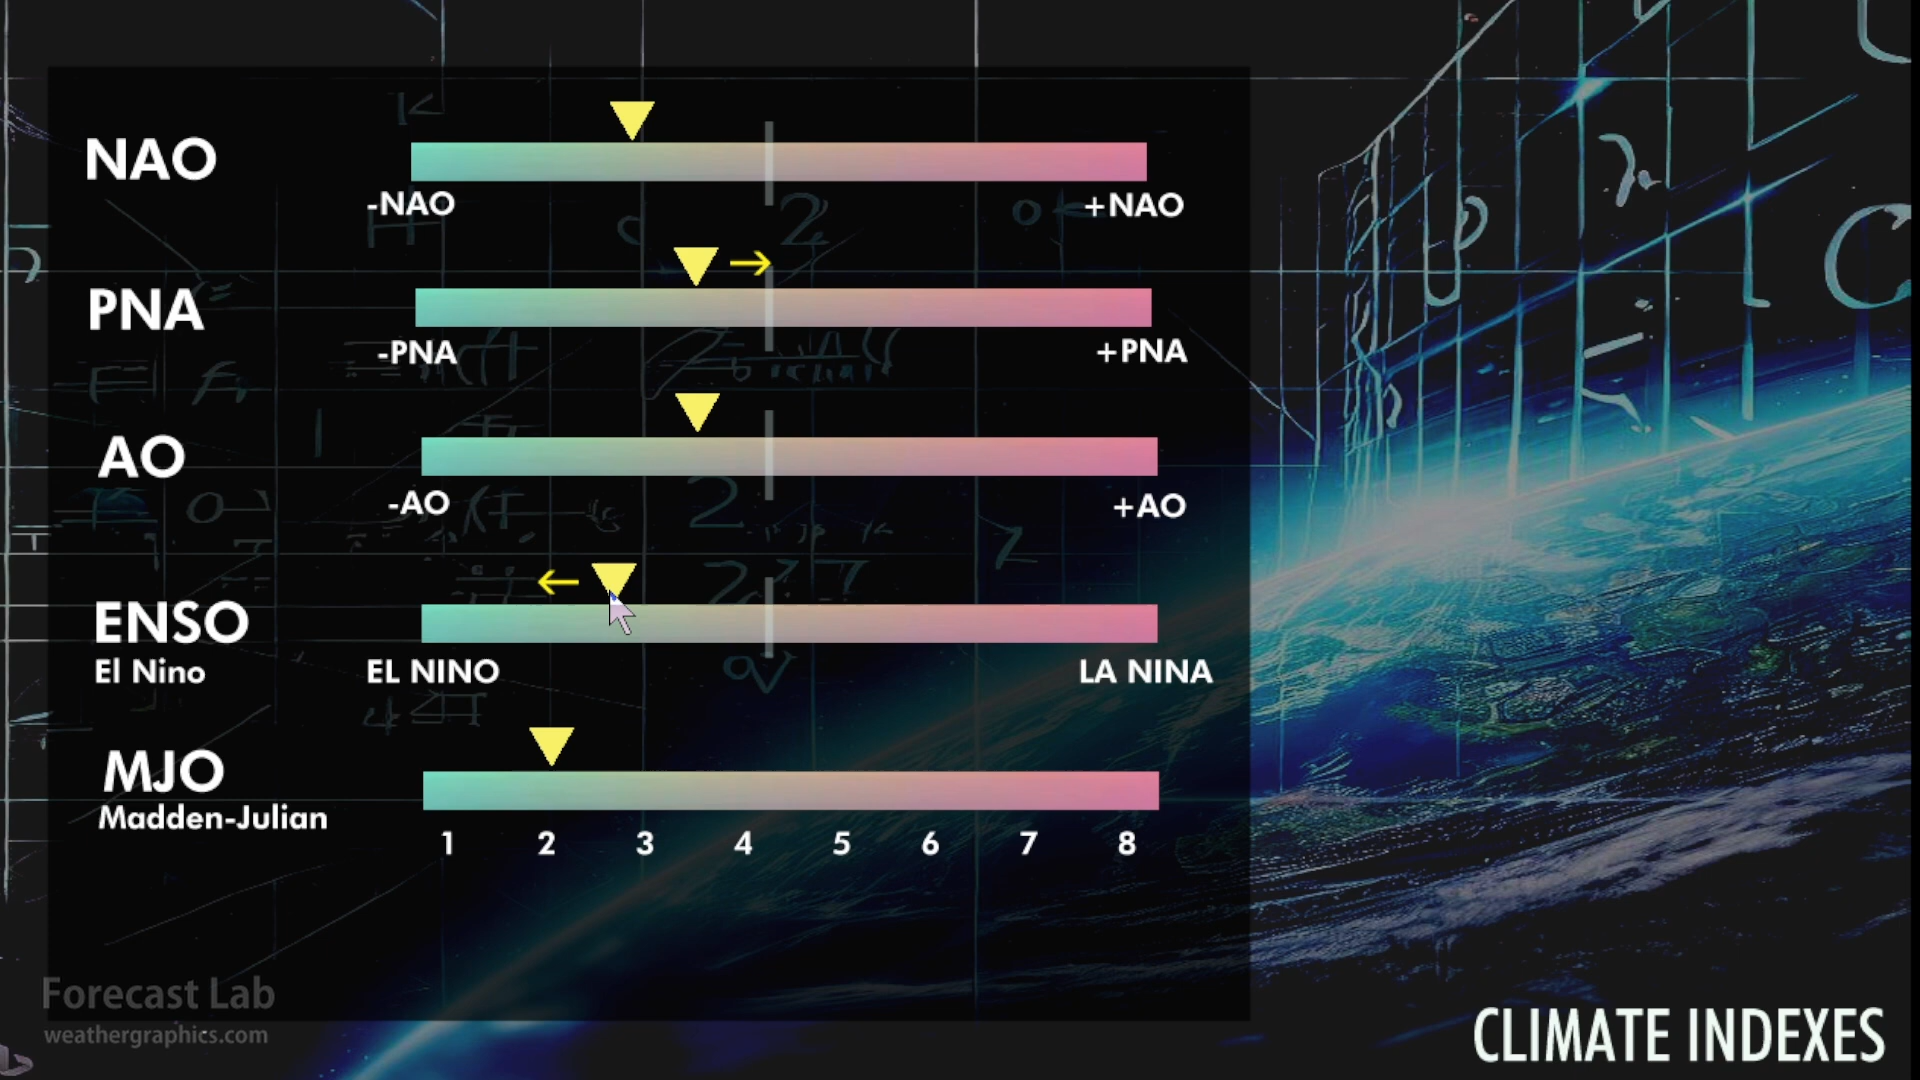 NAO
-NAO
+NAO
PNA
→
-PNA
+PNA
AO
-AO
+AO
←
ENSO
El Nino
EL NINO
LA NINA
MJO
Madden-Julian
1 2 3 4 5 6 7 8
Forecast Lab
weathergraphics.com
CLIMATE INDEXES